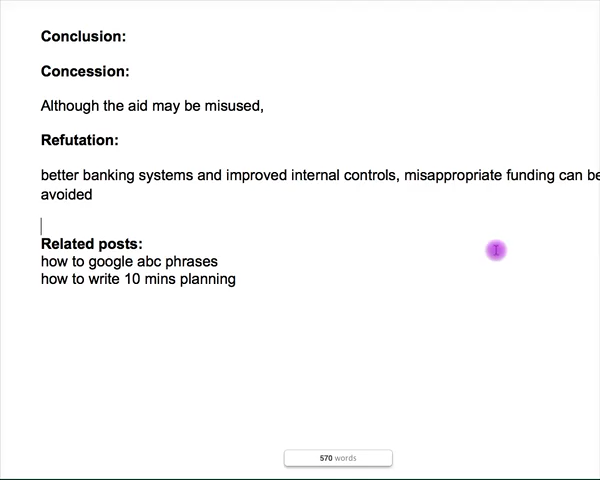 Conclusion:
Concession:
Although the aid may be misused,
Refutation:
better banking systems and improved internal controls, misappropriate funding can be
avoided
Related posts:
how to google abc phrases
how to write 10 mins planning
570 words